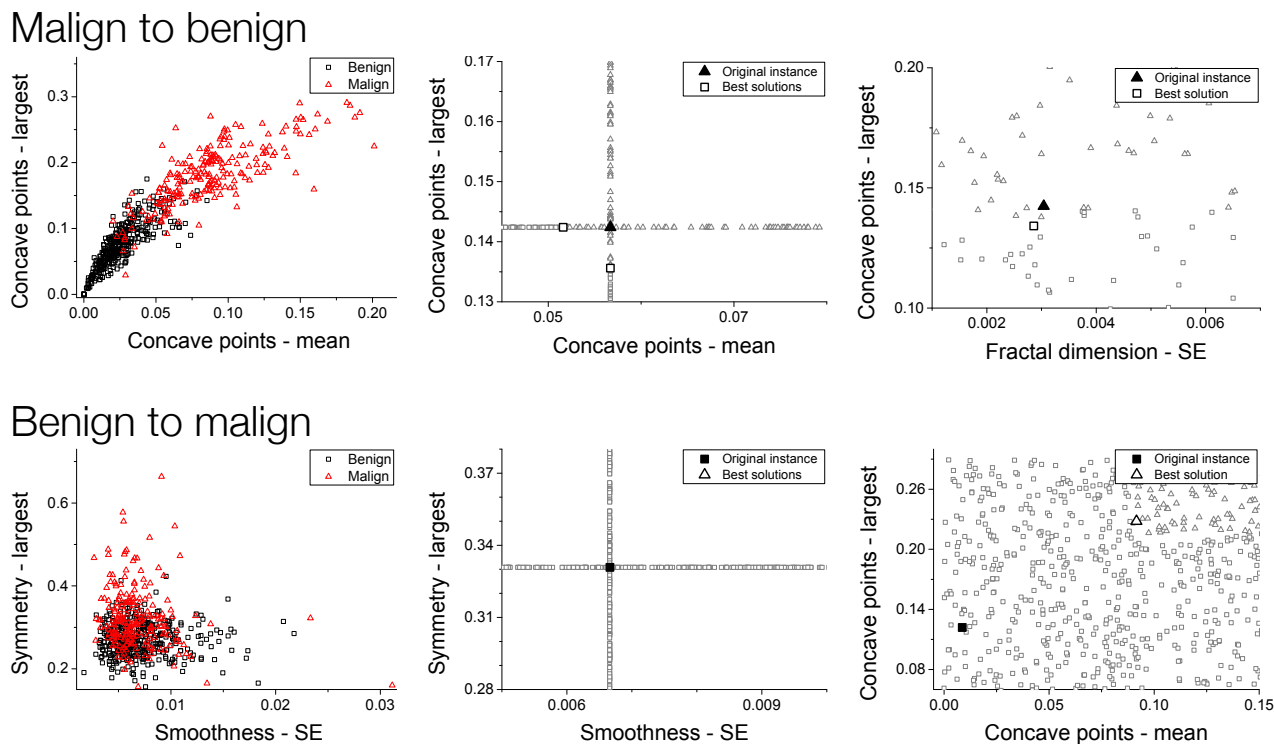 Malign to benign
Concave points - largest
0.3
0.2
0.1
0.0
Benign
Malign
0.00 0.05 0.10 0.15 0.20
Concave points - mean
Concave points - largest
0.17
0.16
0.15
0.14
0.13
Original instance
Best solutions
0.05 0.07
Concave points - mean
Concave points - largest
0.20
0.15
0.10
Original instance
Best solution
0.002 0.004 0.006
Fractal dimension - SE
Benign to malign
Symmetry - largest
0.6
0.4
0.2
Benign
Malign
0.01 0.02 0.03
Smoothness - SE
Symmetry - largest
0.37
0.34
0.31
0.28
Original instance
Best solutions
0.006 0.009
Smoothness - SE
Concave points - largest
0.26
0.20
0.14
0.08
Original instance
Best solution
0.00 0.05 0.10 0.15
Concave points - mean